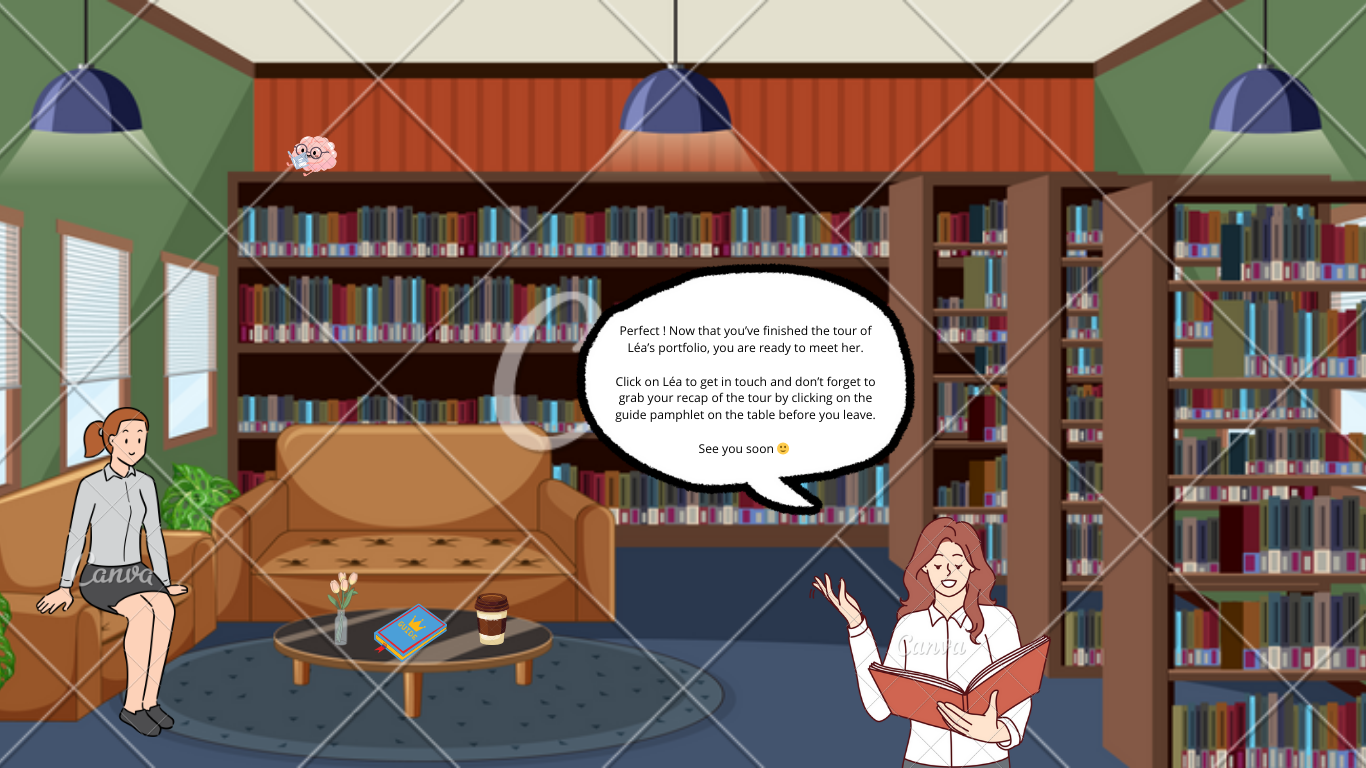 Perfect ! Now that you've finished the tour of
Léa's portfolio, you are ready to meet her.
Click on Léa to get in touch and don't forget to
grab your recap of the tour by clicking on the
guide pamphlet on the table before you leave.
See you soon 🙂
Canva
GUIDE
Canva